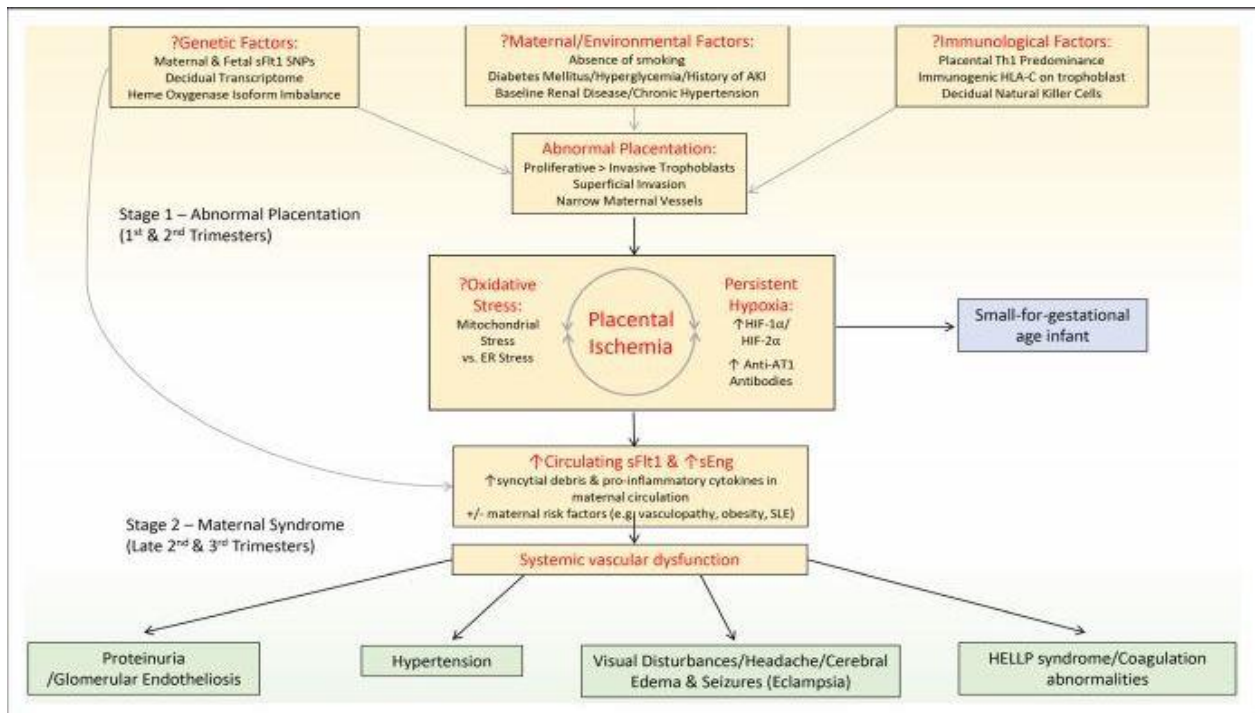 ?Genetic Factors:
Maternal & Fetal sFlt1 SNPs
Decidual Transcriptome
Heme Oxygenase Isoform Imbalance
?Maternal/Environmental Factors:
Absence of smoking
Diabetes Mellitus/Hyperglycemia/History of AKI
Baseline Renal Disease/Chronic Hypertension
?Immunological Factors:
Placental Th1 Predominance
Immunogenic HLA-C on trophoblast
Decidual Natural Killer Cells
Abnormal Placentation:
Proliferative > Invasive Trophoblasts
Superficial Invasion
Narrow Maternal Vessels
Stage 1 – Abnormal Placentation
(1st & 2nd Trimesters)
?Oxidative
Stress:
Mitochondrial
Stress
vs. ER Stress
Placental
Ischemia
Persistent
Hypoxia:
↑HIF-1α/
HIF-2α
↑ Anti-AT1
Antibodies
Small-for-gestational
age infant
↑Circulating sFlt1 & ↑sEng
↑syncytial debris & pro-inflammatory cytokines in
maternal circulation
+/- maternal risk factors (e.g. vasculopathy, obesity, SLE)
Stage 2 – Maternal Syndrome
(Late 2nd & 3rd Trimesters)
Systemic vascular dysfunction
Proteinuria
/Glomerular Endotheliosis
Hypertension
Visual Disturbances/Headache/Cerebral
Edema & Seizures (Eclampsia)
HELLP syndrome/Coagulation
abnormalities